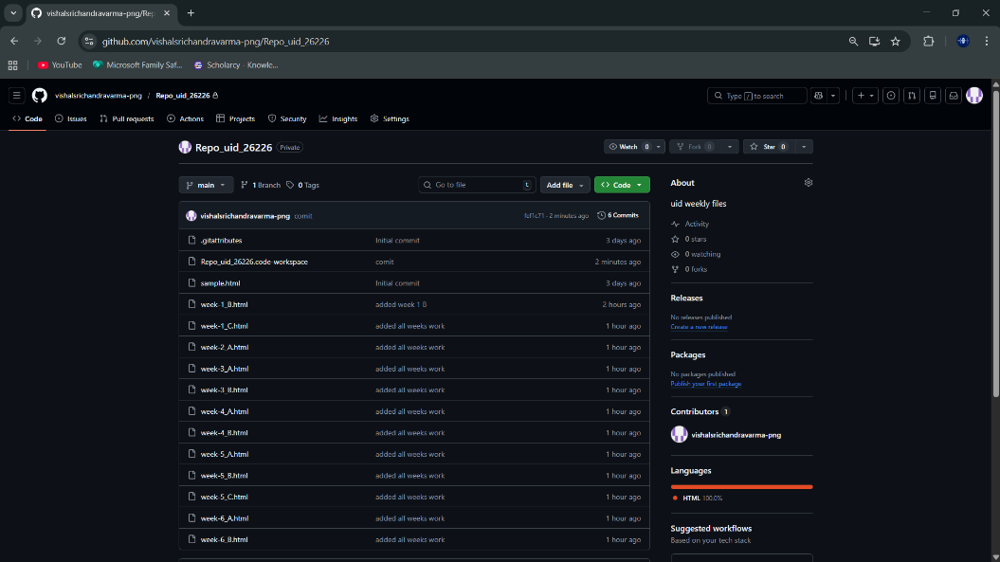 vishalsrichandravarma-png/Rep
github.com/vishalsrichandravarma-png/Repo_uid_26226
YouTube Microsoft Family Saf... Scholarcy - Knowle...
vishalsrichandravarma-png / Repo_uid_26226 Type / to search
Code Issues Pull requests Actions Projects Security Insights Settings
Repo_uid_26226 Private Watch 0 Fork 0 Star 0
main 1 Branch 0 Tags Go to file t Add file Code
vishalsrichandravarma-png comit fef1c71 · 2 minutes ago 6 Commits
.gitattributes Initial commit 3 days ago
Repo_uid_26226.code-workspace comit 2 minutes ago
sample.html Initial commit 3 days ago
week-1_B.html added week 1 B 2 hours ago
week-1_C.html added all weeks work 1 hour ago
week-2_A.html added all weeks work 1 hour ago
week-3_A.html added all weeks work 1 hour ago
week-3_B.html added all weeks work 1 hour ago
week-4_A.html added all weeks work 1 hour ago
week-4_B.html added all weeks work 1 hour ago
week-5_A.html added all weeks work 1 hour ago
week-5_B.html added all weeks work 1 hour ago
week-5_C.html added all weeks work 1 hour ago
week-6_A.html added all weeks work 1 hour ago
week-6_B.html added all weeks work 1 hour ago
About
uid weekly files
Activity
0 stars
0 watching
0 forks
Releases
No releases published
Create a new release
Packages
No packages published
Publish your first package
Contributors 1
vishalsrichandravarma-png
Languages
HTML 100.0%
Suggested workflows
Based on your tech stack